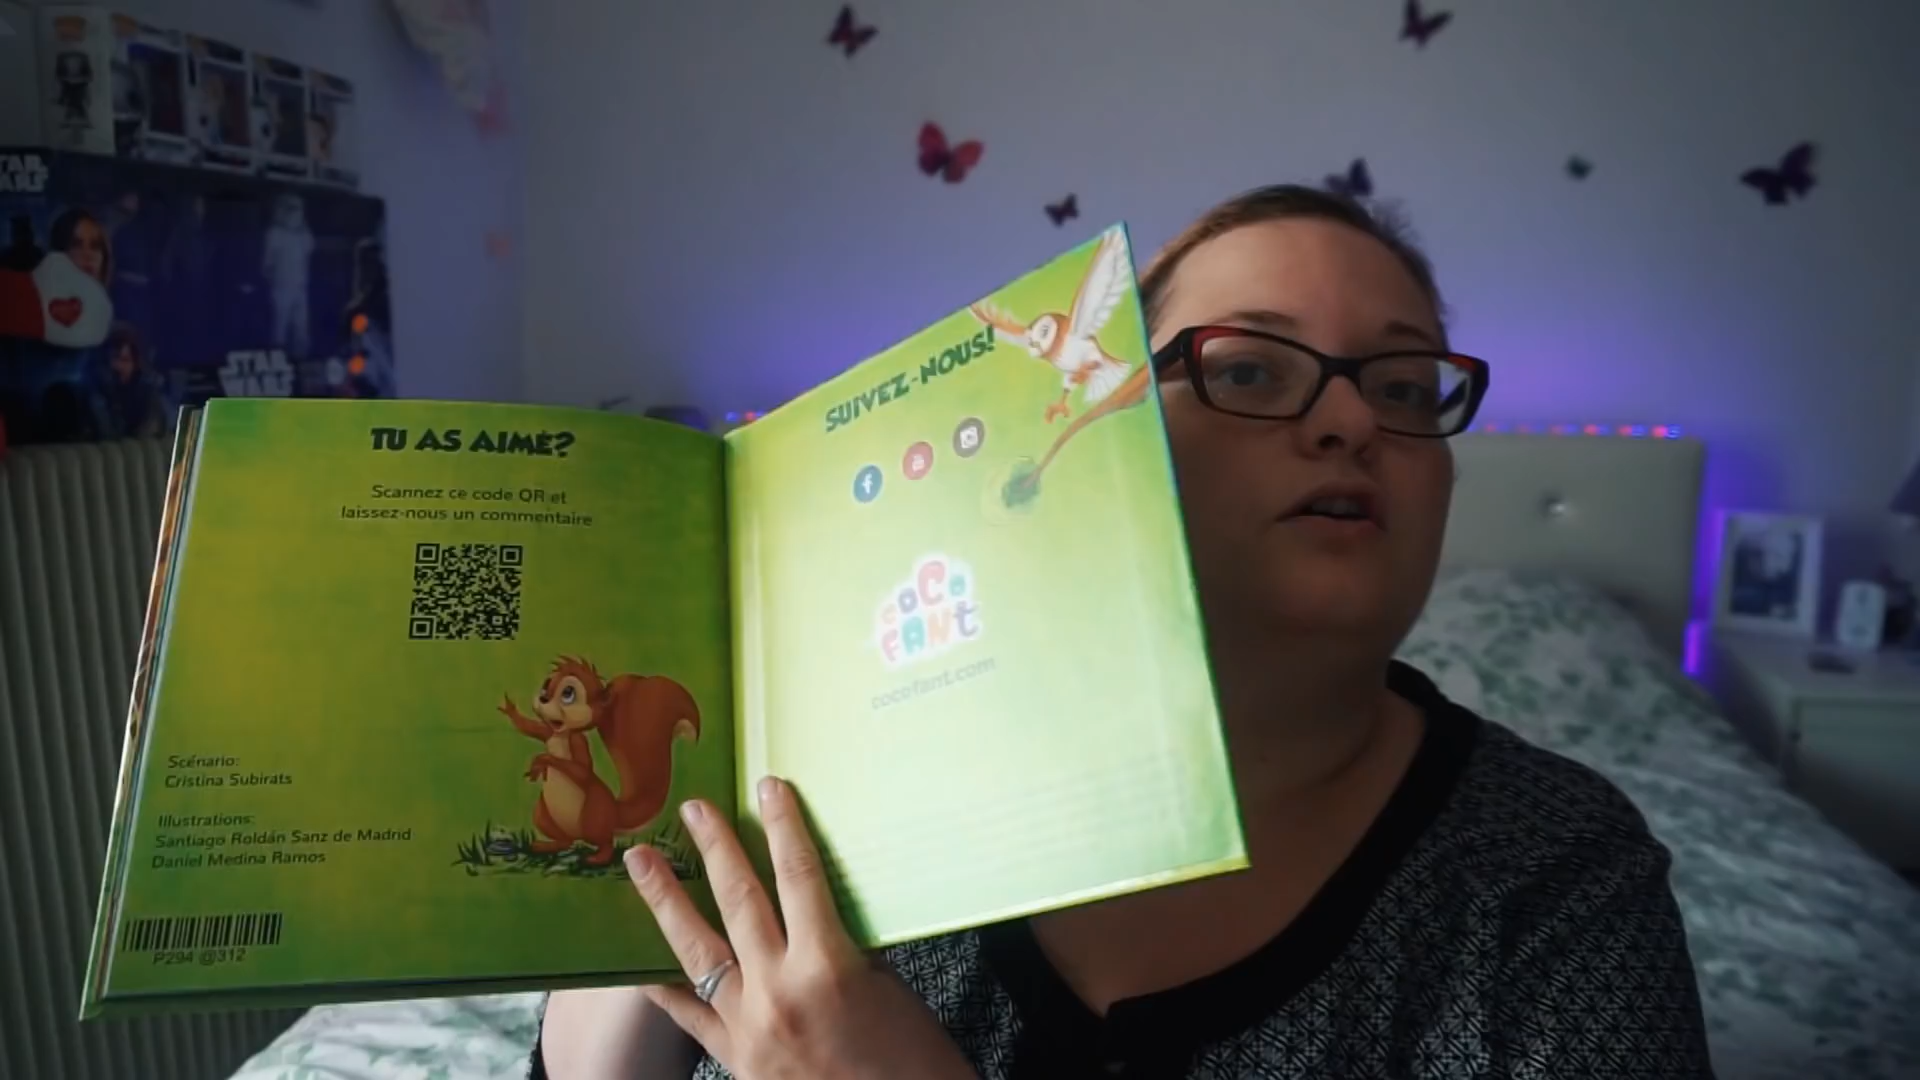 STAR
WARS
STAR
WARS
TU AS AIMÉ?
Scannez ce code QR et
laissez-nous un commentaire
Scénario:
Cristina Subirats
Illustrations:
Santiago Roldán Sanz de Madrid
Daniel Medina Ramos
P294 @312
SUIVEZ-NOUS!
COCO
FANT
cocofant.com